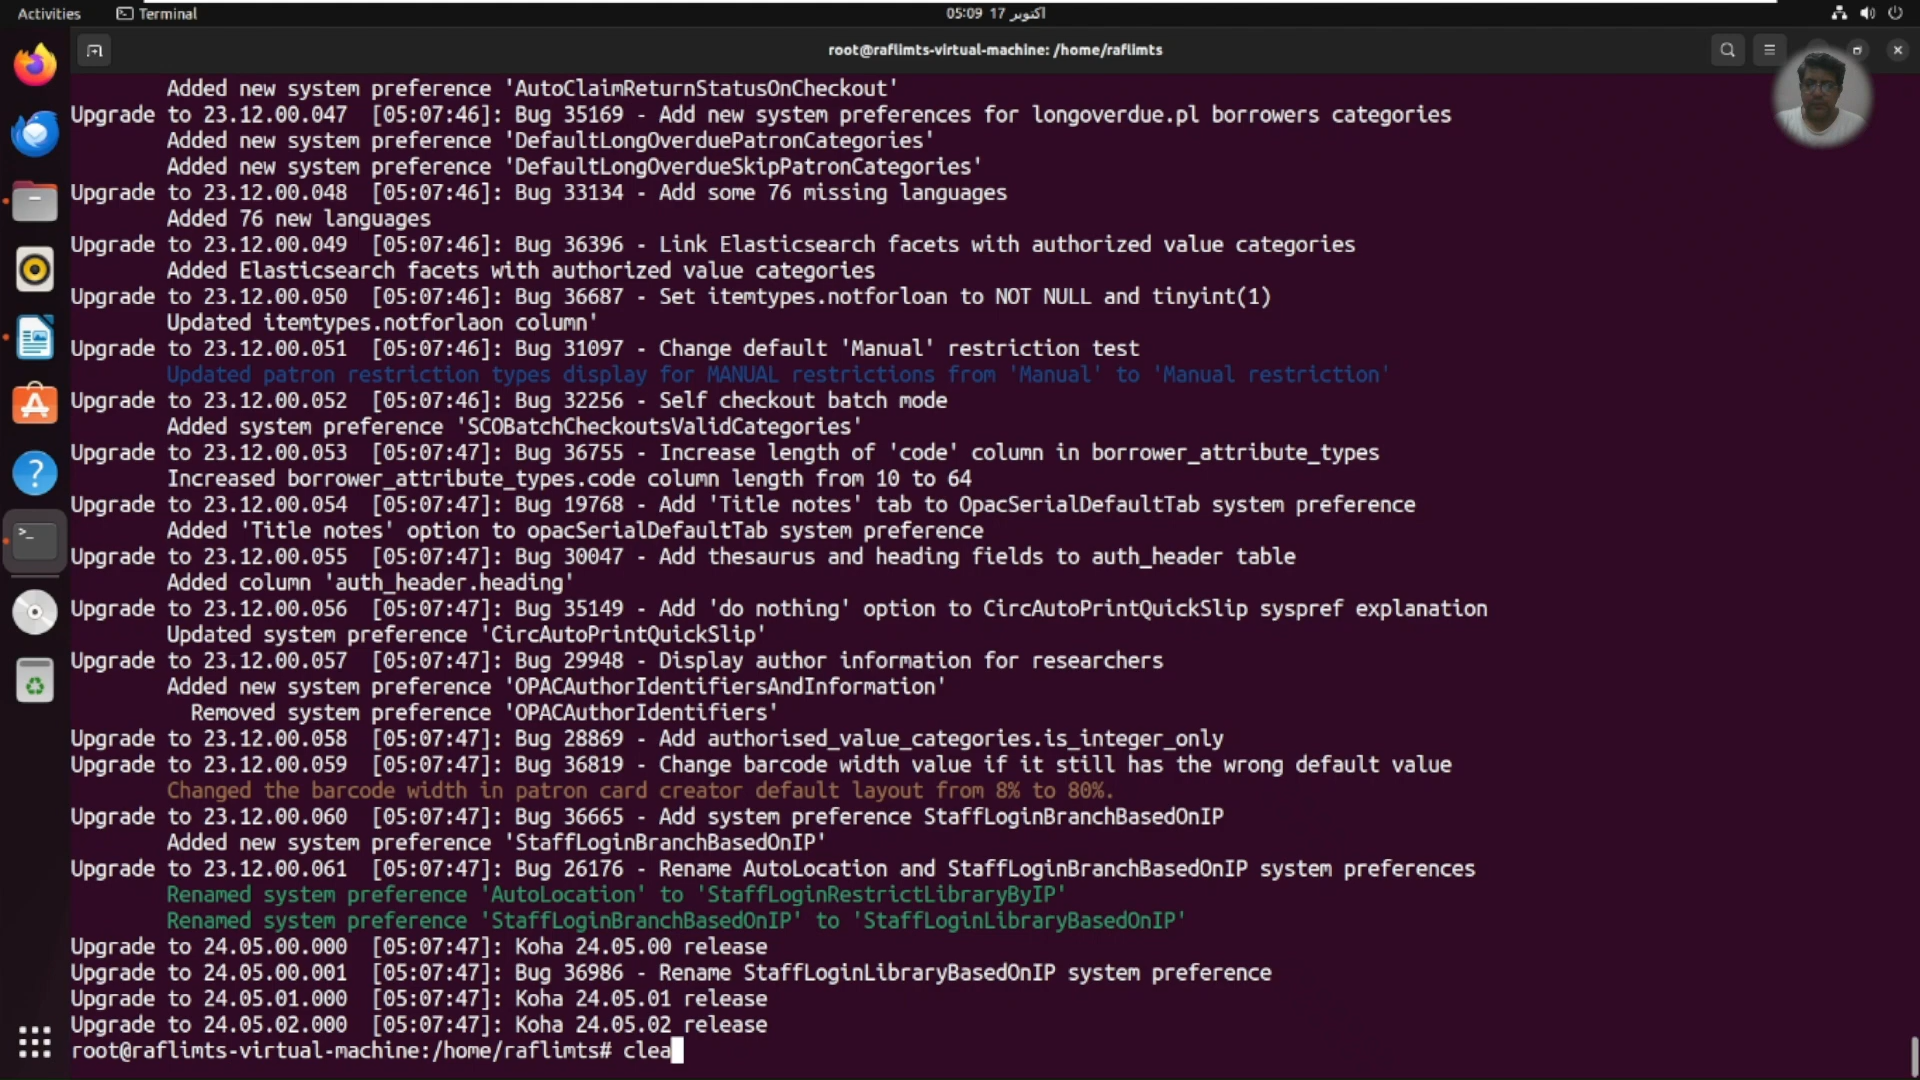 Activities
Terminal
05:09 17 اکتوبر
root@raflimts-virtual-machine: /home/raflimts
Added new system preference 'AutoClaimReturnStatusOnCheckout'
Upgrade to 23.12.00.047 [05:07:46]: Bug 35169 - Add new system preferences for longoverdue.pl borrowers categories
Added new system preference 'DefaultLongOverduePatronCategories'
Added new system preference 'DefaultLongOverdueSkipPatronCategories'
Upgrade to 23.12.00.048 [05:07:46]: Bug 33134 - Add some 76 missing languages
Added 76 new languages
Upgrade to 23.12.00.049 [05:07:46]: Bug 36396 - Link Elasticsearch facets with authorized value categories
Added Elasticsearch facets with authorized value categories
Upgrade to 23.12.00.050 [05:07:46]: Bug 36687 - Set itemtypes.notforloan to NOT NULL and tinyint(1)
Updated itemtypes.notforlaon column'
Upgrade to 23.12.00.051 [05:07:46]: Bug 31097 - Change default 'Manual' restriction test
Updated patron restriction types display for MANUAL restrictions from 'Manual' to 'Manual restriction'
Upgrade to 23.12.00.052 [05:07:46]: Bug 32256 - Self checkout batch mode
Added system preference 'SCOBatchCheckoutsValidCategories'
Upgrade to 23.12.00.053 [05:07:47]: Bug 36755 - Increase length of 'code' column in borrower_attribute_types
Increased borrower_attribute_types.code column length from 10 to 64
Upgrade to 23.12.00.054 [05:07:47]: Bug 19768 - Add 'Title notes' tab to OpacSerialDefaultTab system preference
Added 'Title notes' option to opacSerialDefaultTab system preference
Upgrade to 23.12.00.055 [05:07:47]: Bug 30047 - Add thesaurus and heading fields to auth_header table
Added column 'auth_header.heading'
Upgrade to 23.12.00.056 [05:07:47]: Bug 35149 - Add 'do nothing' option to CircAutoPrintQuickSlip syspref explanation
Updated system preference 'CircAutoPrintQuickSlip'
Upgrade to 23.12.00.057 [05:07:47]: Bug 29948 - Display author information for researchers
Added new system preference 'OPACAuthorIdentifiersAndInformation'
Removed system preference 'OPACAuthorIdentifiers'
Upgrade to 23.12.00.058 [05:07:47]: Bug 28869 - Add authorised_value_categories.is_integer_only
Upgrade to 23.12.00.059 [05:07:47]: Bug 36819 - Change barcode width value if it still has the wrong default value
Changed the barcode width in patron card creator default layout from 8% to 80%.
Upgrade to 23.12.00.060 [05:07:47]: Bug 36665 - Add system preference StaffLoginBranchBasedOnIP
Added new system preference 'StaffLoginBranchBasedOnIP'
Upgrade to 23.12.00.061 [05:07:47]: Bug 26176 - Rename AutoLocation and StaffLoginBranchBasedOnIP system preferences
Renamed system preference 'AutoLocation' to 'StaffLoginRestrictLibraryByIP'
Renamed system preference 'StaffLoginBranchBasedOnIP' to 'StaffLoginLibraryBasedOnIP'
Upgrade to 24.05.00.000 [05:07:47]: Koha 24.05.00 release
Upgrade to 24.05.00.001 [05:07:47]: Bug 36986 - Rename StaffLoginLibraryBasedOnIP system preference
Upgrade to 24.05.01.000 [05:07:47]: Koha 24.05.01 release
Upgrade to 24.05.02.000 [05:07:47]: Koha 24.05.02 release
root@raflimts-virtual-machine:/home/raflimts# clea